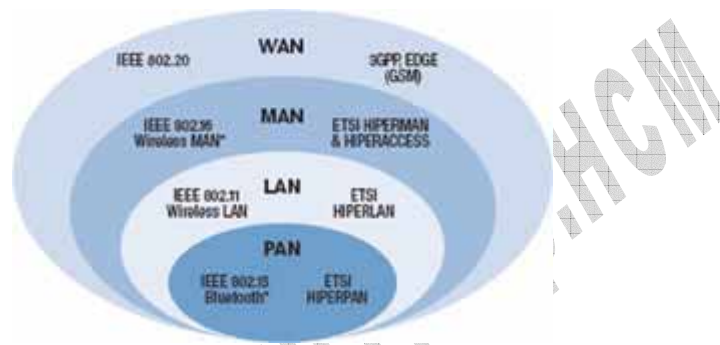 WAN
IEEE 802.20
3GPP, EDGE
(GSM)
MAN
IEEE 802.16
Wireless MAN*
ETSI HIPERMAN
& HIPERACCESS
LAN
IEEE 802.11
Wireless LAN
ETSI
HIPERLAN
PAN
IEEE 802.15
Bluetooth*
ETSI
HIPERPAN
.HCM